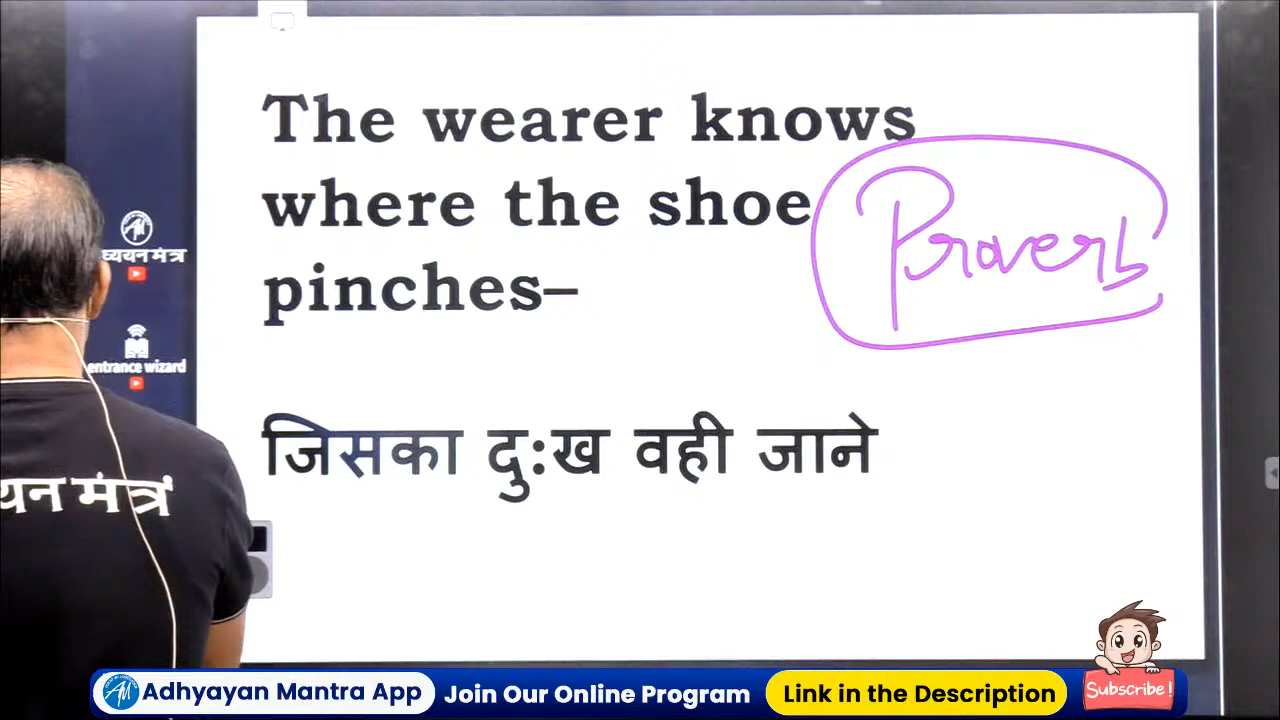 The wearer knows
where the shoe
pinches–
Proverb
जिसका दु:ख वही जाने
ध्ययन मंत्र
entrance wizard
यन मंत्र
Adhyayan Mantra App
Join Our Online Program
Link in the Description
Subscribe!